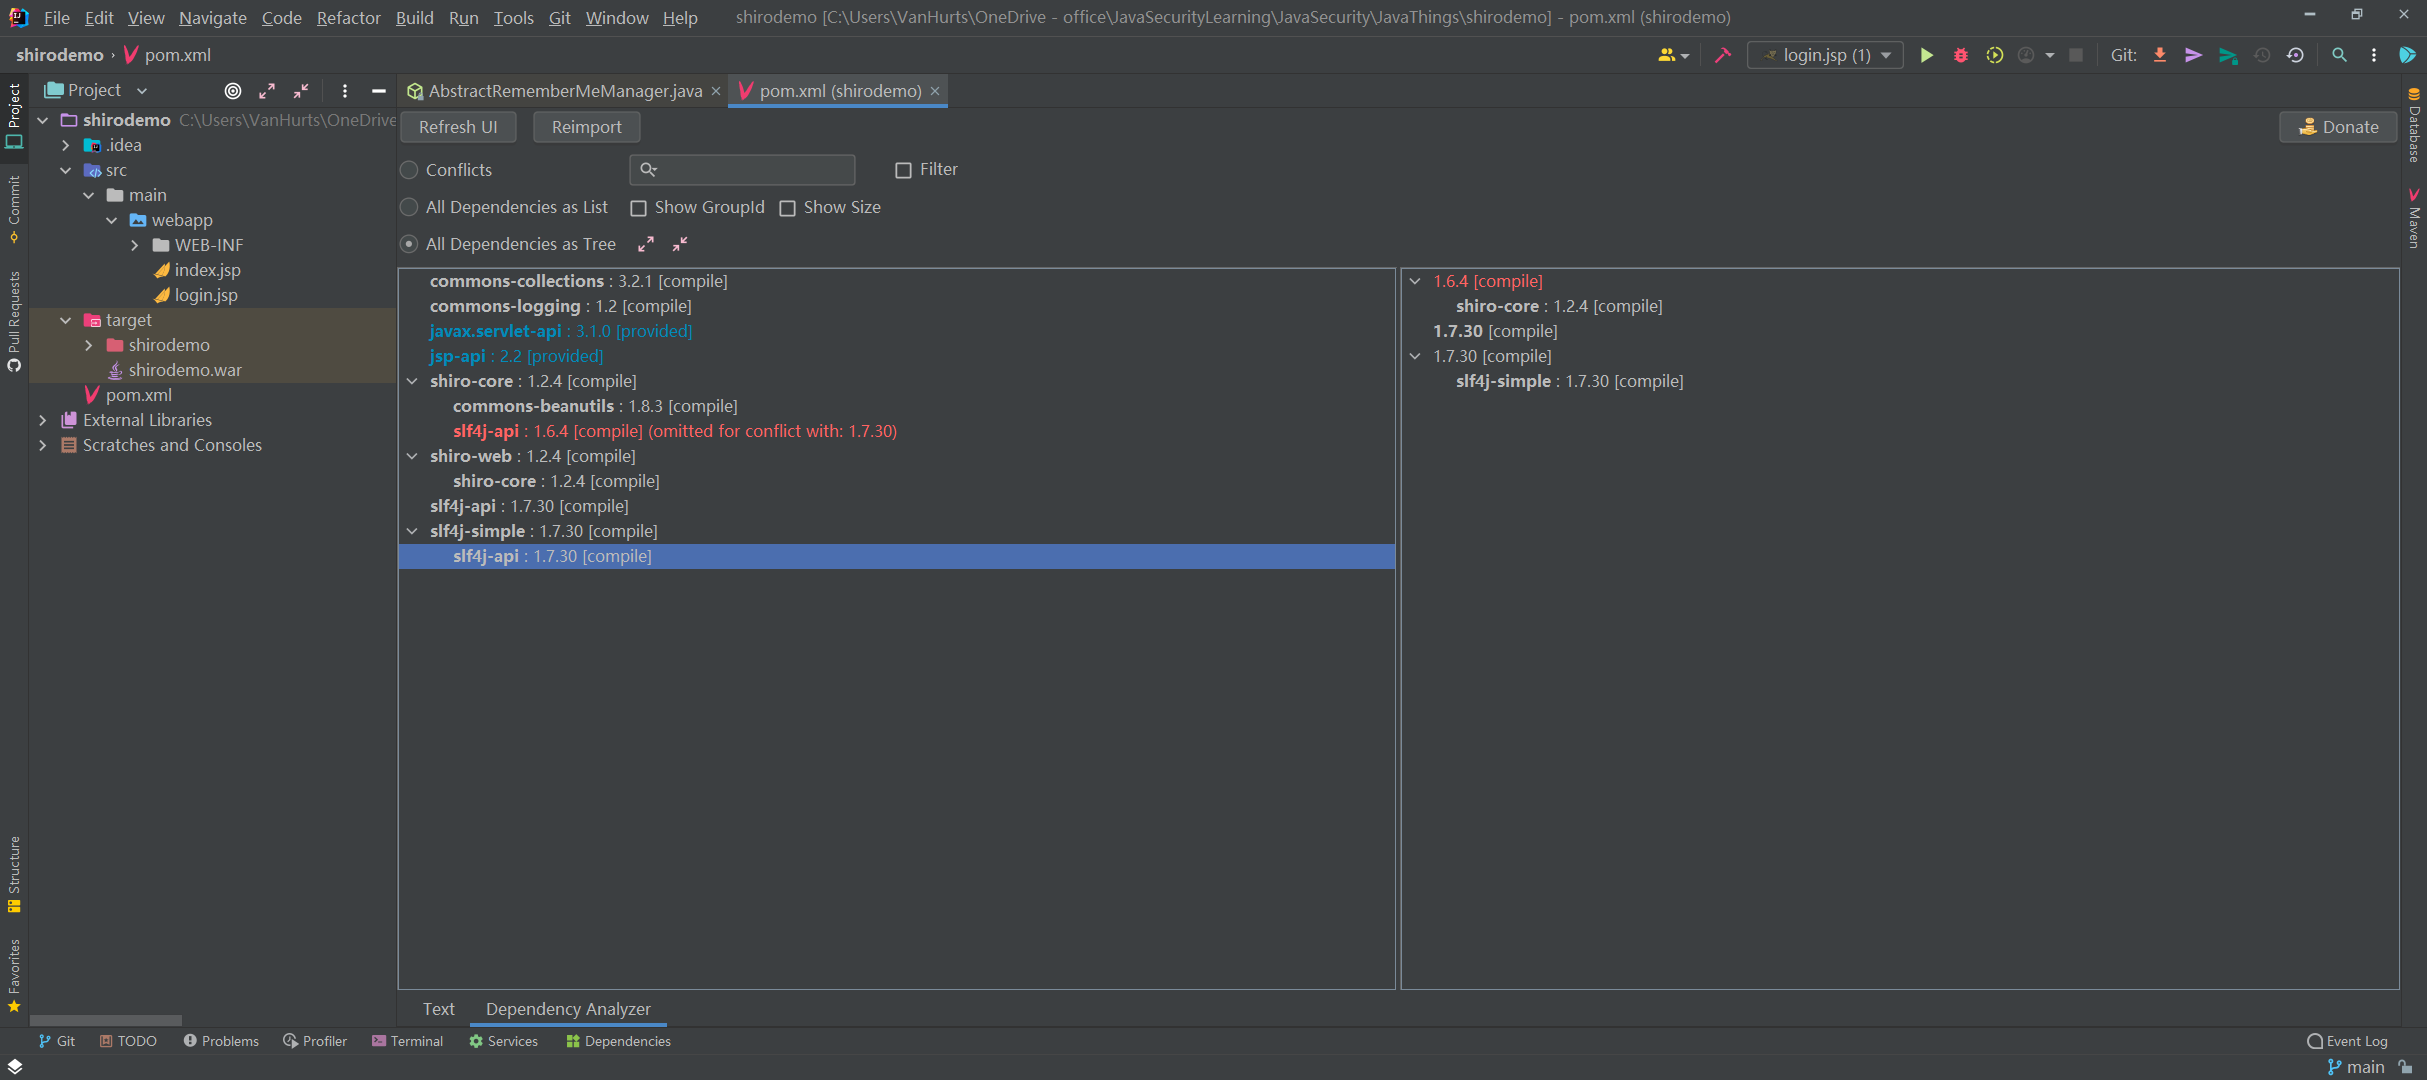 File Edit View Navigate Code Refactor Build Run Tools Git Window Help shirodemo [C:\Users\VanHurts\OneDrive - office\JavaSecurityLearning\JavaSecurity\JavaThings\shirodemo] - pom.xml (shirodemo)
shirodemo › pom.xml login.jsp (1) Git:
Project AbstractRememberMeManager.java pom.xml (shirodemo)
shirodemo C:\Users\VanHurts\OneDrive
.idea
src
main
webapp
WEB-INF
index.jsp
login.jsp
target
shirodemo
shirodemo.war
pom.xml
External Libraries
Scratches and Consoles
Refresh UI Reimport Donate
Conflicts Filter
All Dependencies as List Show GroupId Show Size
All Dependencies as Tree
commons-collections : 3.2.1 [compile]
commons-logging : 1.2 [compile]
javax.servlet-api : 3.1.0 [provided]
jsp-api : 2.2 [provided]
shiro-core : 1.2.4 [compile]
commons-beanutils : 1.8.3 [compile]
slf4j-api : 1.6.4 [compile] (omitted for conflict with: 1.7.30)
shiro-web : 1.2.4 [compile]
shiro-core : 1.2.4 [compile]
slf4j-api : 1.7.30 [compile]
slf4j-simple : 1.7.30 [compile]
slf4j-api : 1.7.30 [compile]
1.6.4 [compile]
shiro-core : 1.2.4 [compile]
1.7.30 [compile]
1.7.30 [compile]
slf4j-simple : 1.7.30 [compile]
Text Dependency Analyzer
Project
Commit
Pull Requests
Structure
Favorites
Database
Maven
Git TODO Problems Profiler Terminal Services Dependencies Event Log
main